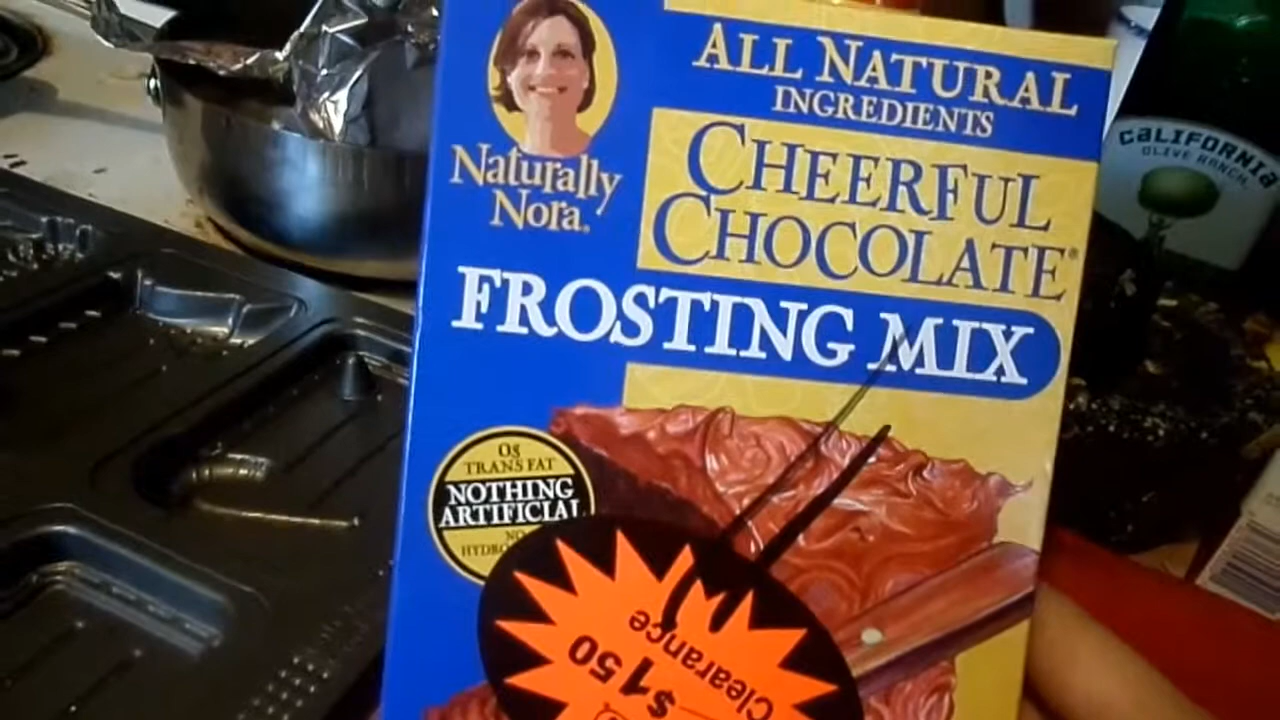 ALL NATURAL
INGREDIENTS
CHEERFUL
CHOCOLATE®
Naturally
Nora®
FROSTING MIX
0g
TRANS FAT
NOTHING
ARTIFICIAL
NO
Clearance
$1.50
CALIFORNIA
OLIVE RANCH